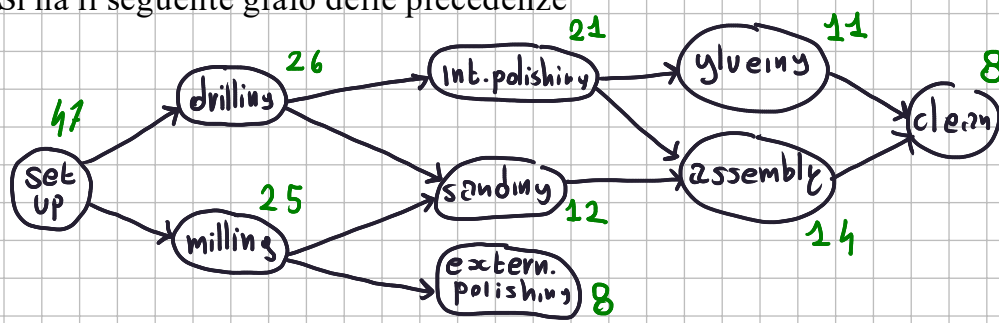 Si ha il seguente grafo delle precedenze
47
set
up
26
drilling
25
milling
21
int.polishing
sanding
12
extern.
polishing
8
11
glueing
assembly
14
8
clean